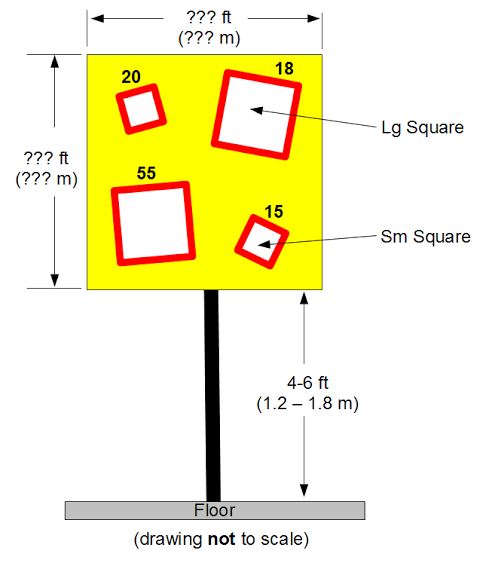 ??? ft
(??? m)
20
18
Lg Square
??? ft
(??? m)
55
15
Sm Square
4-6 ft
(1.2 – 1.8 m)
Floor
(drawing not to scale)